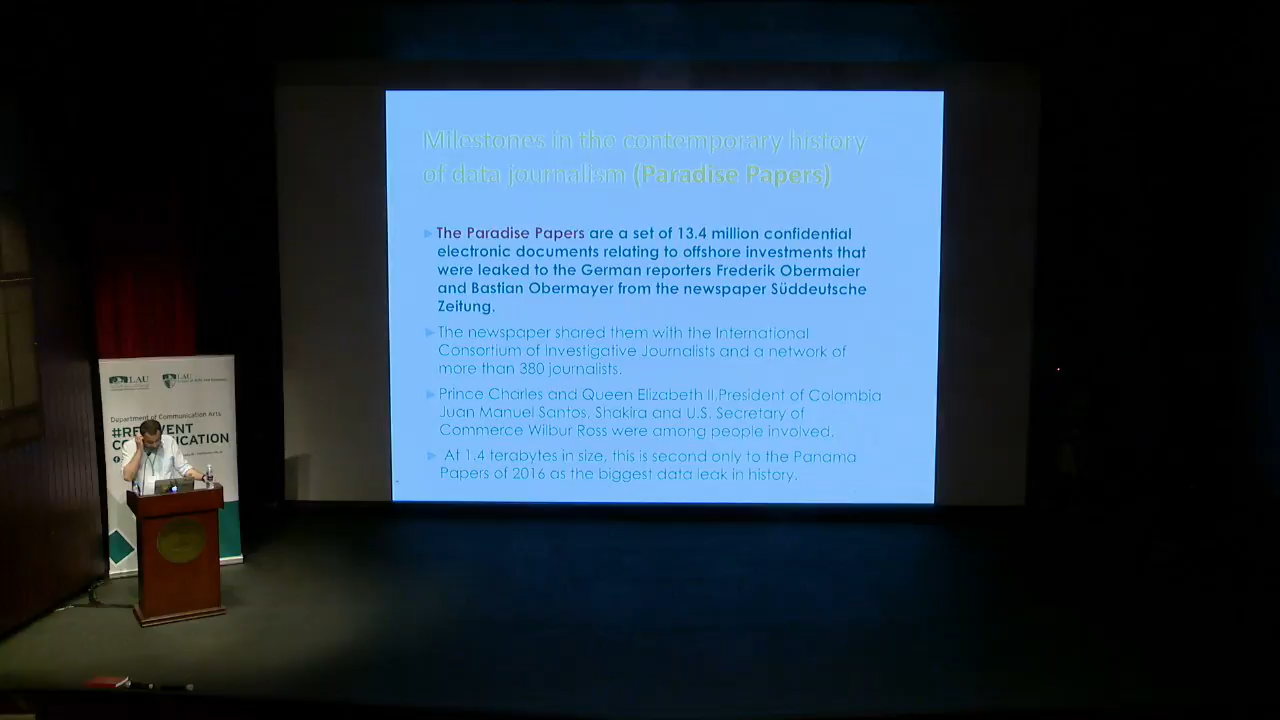 Milestones in the contemporary history
of data journalism (Paradise Papers)
The Paradise Papers are a set of 13.4 million confidential
electronic documents relating to offshore investments that
were leaked to the German reporters Frederik Obermaier
and Bastian Obermayer from the newspaper Süddeutsche
Zeitung.
The newspaper shared them with the International
Consortium of Investigative Journalists and a network of
more than 380 journalists.
Prince Charles and Queen Elizabeth II,President of Colombia
Juan Manuel Santos, Shakira and U.S. Secretary of
Commerce Wilbur Ross were among people involved.
At 1.4 terabytes in size, this is second only to the Panama
Papers of 2016 as the biggest data leak in history.
LAU
LAU
Department of Communication Arts